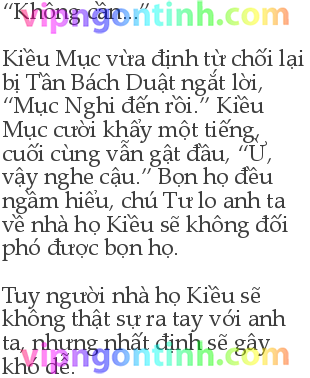 “Không cần...”
vipngontinh.com
Kiều Mục vừa định từ chối lại
bị Tần Bách Duật ngắt lời,
“Mục Nghi đến rồi.” Kiều
Mục cười khẩy một tiếng,
cuối cùng vẫn gật đầu, “Ừ,
vậy nghe cậu.” Bọn họ đều
ngầm hiểu, chú Tư lo anh ta
về nhà họ Kiều sẽ không đối
phó được bọn họ.
Tuy người nhà họ Kiều sẽ
không thật sự ra tay với anh
ta, nhưng nhất định sẽ gây
vipngontinh.com
khó dễ.